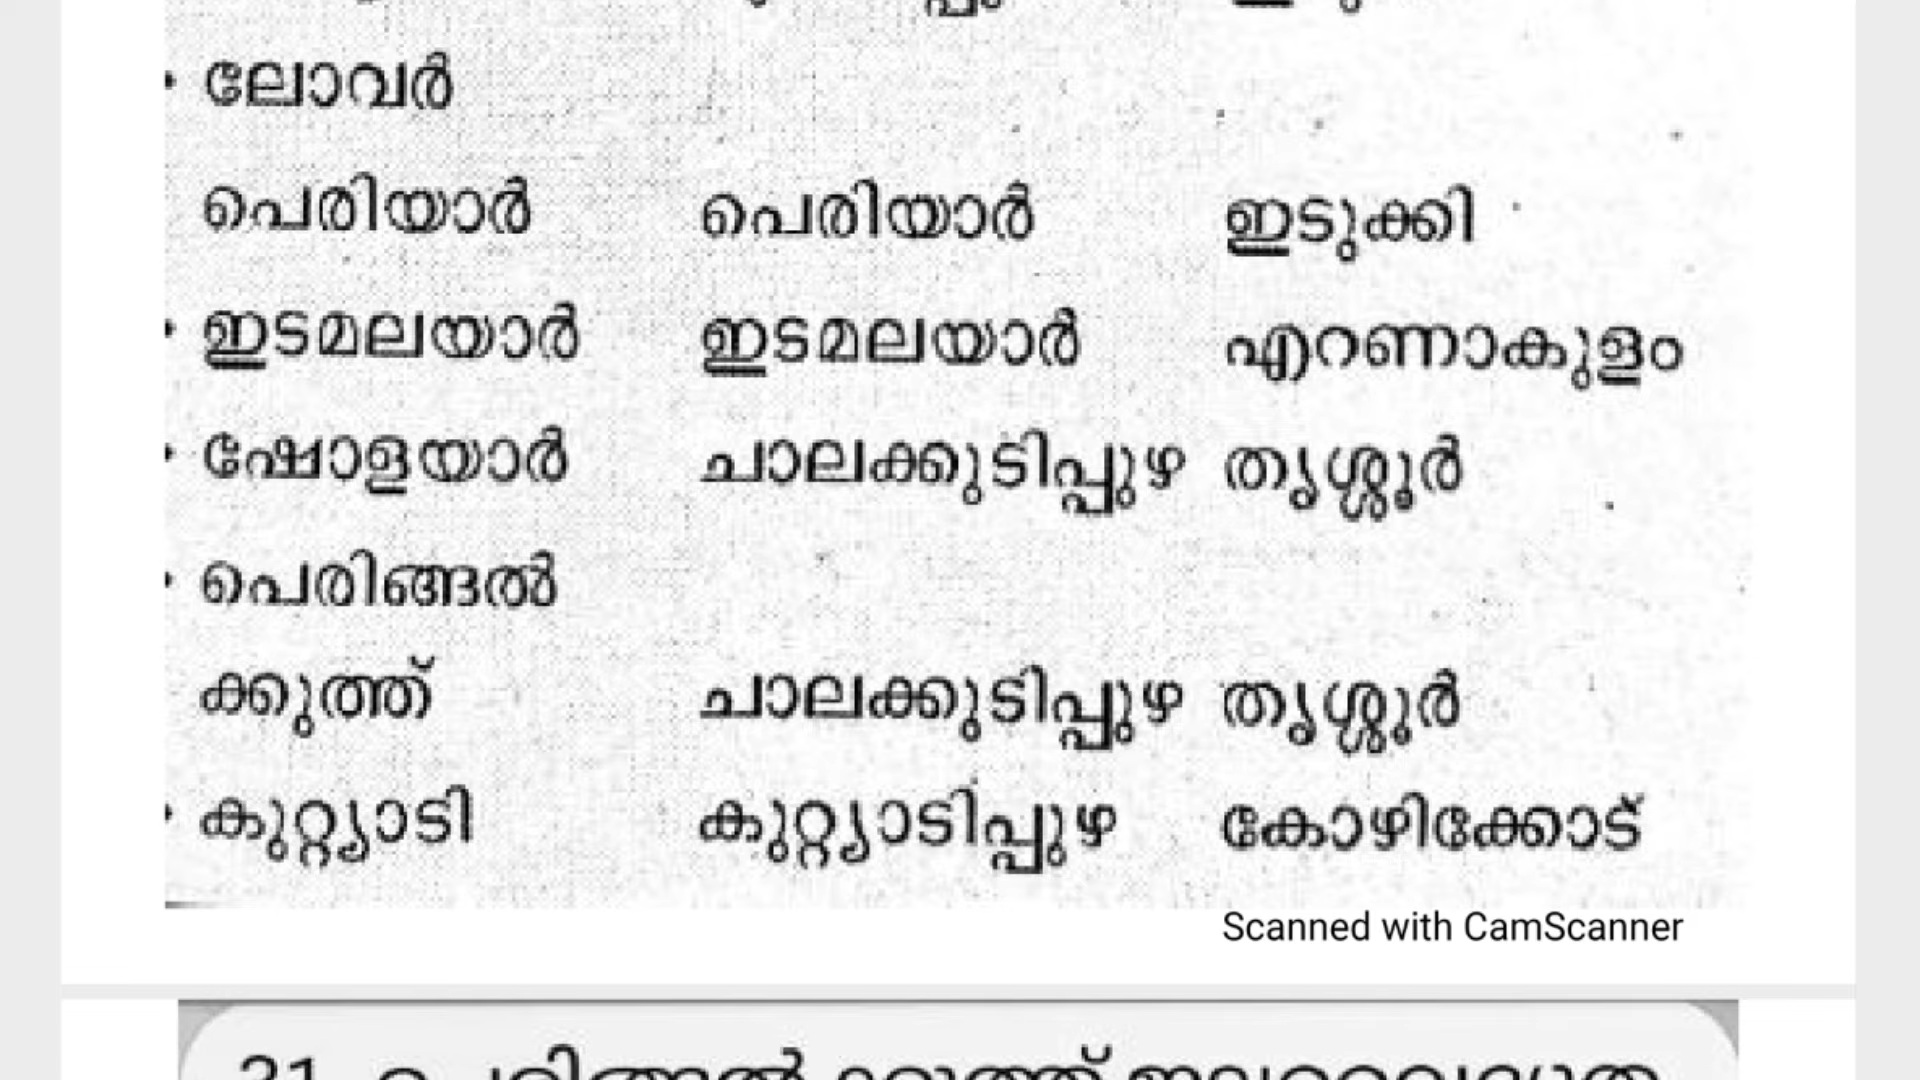 • ലോവർ
പെരിയാർ പെരിയാർ ഇടുക്കി
• ഇടമലയാർ ഇടമലയാർ എറണാകുളം
• ഷോളയാർ ചാലക്കുടിപ്പുഴ തൃശ്ശൂർ
• പെരിങ്ങൽ
ക്കുത്ത് ചാലക്കുടിപ്പുഴ തൃശ്ശൂർ
• കുറ്റ്യാടി കുറ്റ്യാടിപ്പുഴ കോഴിക്കോട്
Scanned with CamScanner